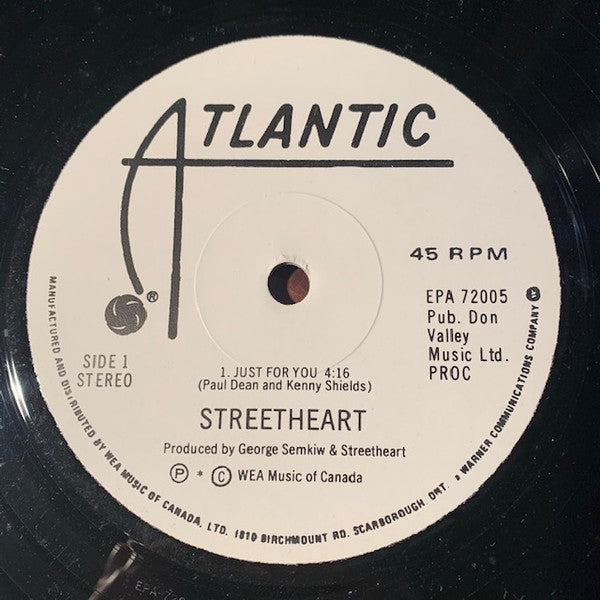 ATLANTIC
®
45 RPM
EPA 72005
Pub. Don
Valley
Music Ltd.
PROC
SIDE 1
STEREO
1. JUST FOR YOU 4:16
(Paul Dean and Kenny Shields)
STREETHEART
Produced by George Semkiw & Streetheart
Ⓟ * © WEA Music of Canada
MANUFACTURED AND DISTRIBUTED BY WEA MUSIC OF CANADA, LTD. 1810 BIRCHMOUNT RD. SCARBOROUGH ONT. a WARNER COMMUNICATIONS COMPANY